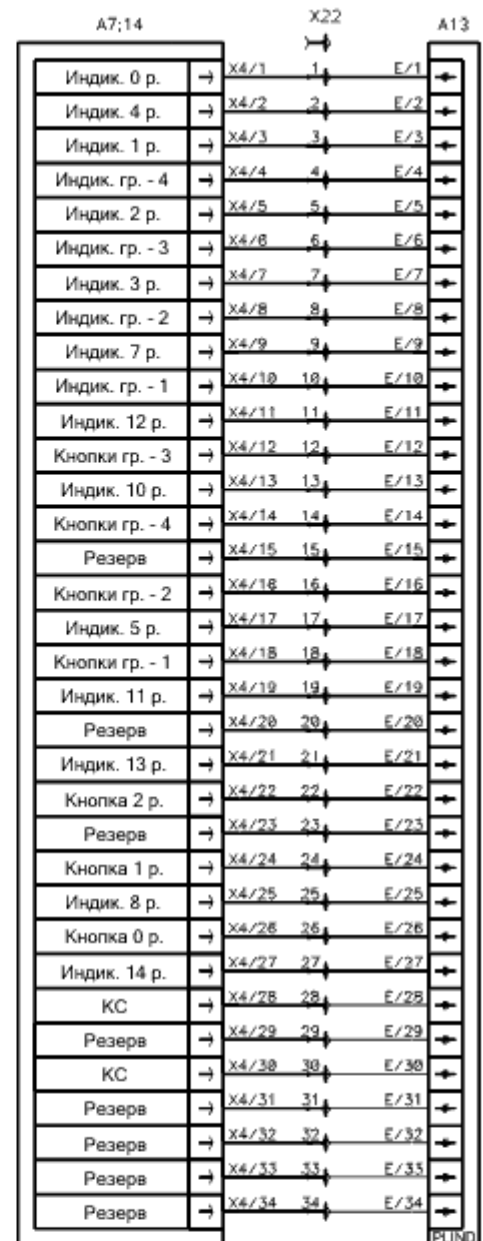 A7;14 X22 A13
Индик. 0 р. X4/1 1 E/1
Индик. 4 р. X4/2 2 E/2
Индик. 1 р. X4/3 3 E/3
Индик. гр. - 4 X4/4 4 E/4
Индик. 2 р. X4/5 5 E/5
Индик. гр. - 3 X4/6 6 E/6
Индик. 3 р. X4/7 7 E/7
Индик. гр. - 2 X4/8 8 E/8
Индик. 7 р. X4/9 9 E/9
Индик. гр. - 1 X4/10 10 E/10
Индик. 12 р. X4/11 11 E/11
Кнопки гр. - 3 X4/12 12 E/12
Индик. 10 р. X4/13 13 E/13
Кнопки гр. - 4 X4/14 14 E/14
Резерв X4/15 15 E/15
Кнопки гр. - 2 X4/16 16 E/16
Индик. 5 р. X4/17 17 E/17
Кнопки гр. - 1 X4/18 18 E/18
Индик. 11 р. X4/19 19 E/19
Резерв X4/20 20 E/20
Индик. 13 р. X4/21 21 E/21
Кнопка 2 р. X4/22 22 E/22
Резерв X4/23 23 E/23
Кнопка 1 р. X4/24 24 E/24
Индик. 8 р. X4/25 25 E/25
Кнопка 0 р. X4/26 26 E/26
Индик. 14 р. X4/27 27 E/27
КС X4/28 28 E/28
Резерв X4/29 29 E/29
КС X4/30 30 E/30
Резерв X4/31 31 E/31
Резерв X4/32 32 E/32
Резерв X4/33 33 E/33
Резерв X4/34 34 E/34
PUND